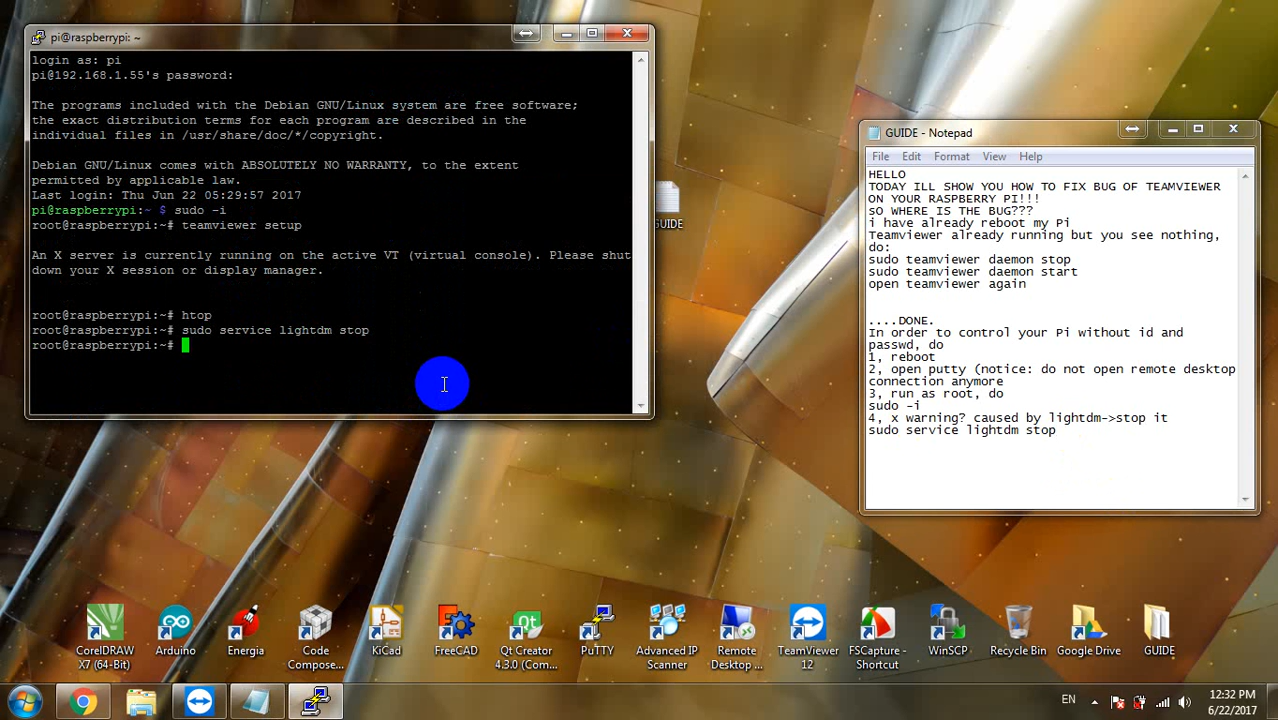 pi@raspberrypi: ~
login as: pi
pi@192.168.1.55's password:
The programs included with the Debian GNU/Linux system are free software;
the exact distribution terms for each program are described in the
individual files in /usr/share/doc/*/copyright.
Debian GNU/Linux comes with ABSOLUTELY NO WARRANTY, to the extent
permitted by applicable law.
Last login: Thu Jun 22 05:29:57 2017
pi@raspberrypi:~ $ sudo -i
root@raspberrypi:~# teamviewer setup
An X server is currently running on the active VT (virtual console). Please shut
down your X session or display manager.
root@raspberrypi:~# htop
root@raspberrypi:~# sudo service lightdm stop
root@raspberrypi:~#
GUIDE
GUIDE - Notepad
File Edit Format View Help
HELLO
TODAY ILL SHOW YOU HOW TO FIX BUG OF TEAMVIEWER
ON YOUR RASPBERRY PI!!!
SO WHERE IS THE BUG???
i have already reboot my Pi
Teamviewer already running but you see nothing,
do:
sudo teamviewer daemon stop
sudo teamviewer daemon start
open teamviewer again
....DONE.
In order to control your Pi without id and
passwd, do
1, reboot
2, open putty (notice: do not open remote desktop
connection anymore
3, run as root, do
sudo -i
4, x warning? caused by lightdm->stop it
sudo service lightdm stop
CorelDRAW
X7 (64-Bit)
Arduino
Energia
Code
Compose...
KiCad
FreeCAD
Qt Creator
4.3.0 (Com...
PuTTY
Advanced IP
Scanner
Remote
Desktop ...
TeamViewer
12
FSCapture -
Shortcut
WinSCP
Recycle Bin
Google Drive
GUIDE
EN
12:32 PM
6/22/2017